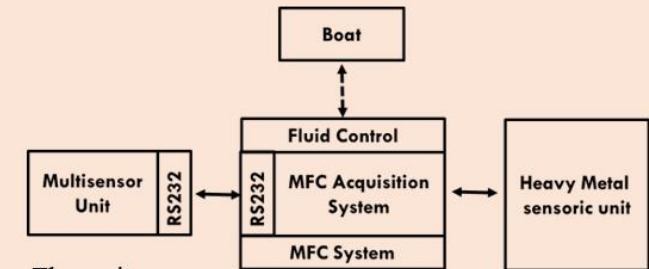 Boat
Fluid Control
Multisensor
Unit
RS232
RS232
MFC Acquisition
System
Heavy Metal
sensoric unit
MFC System